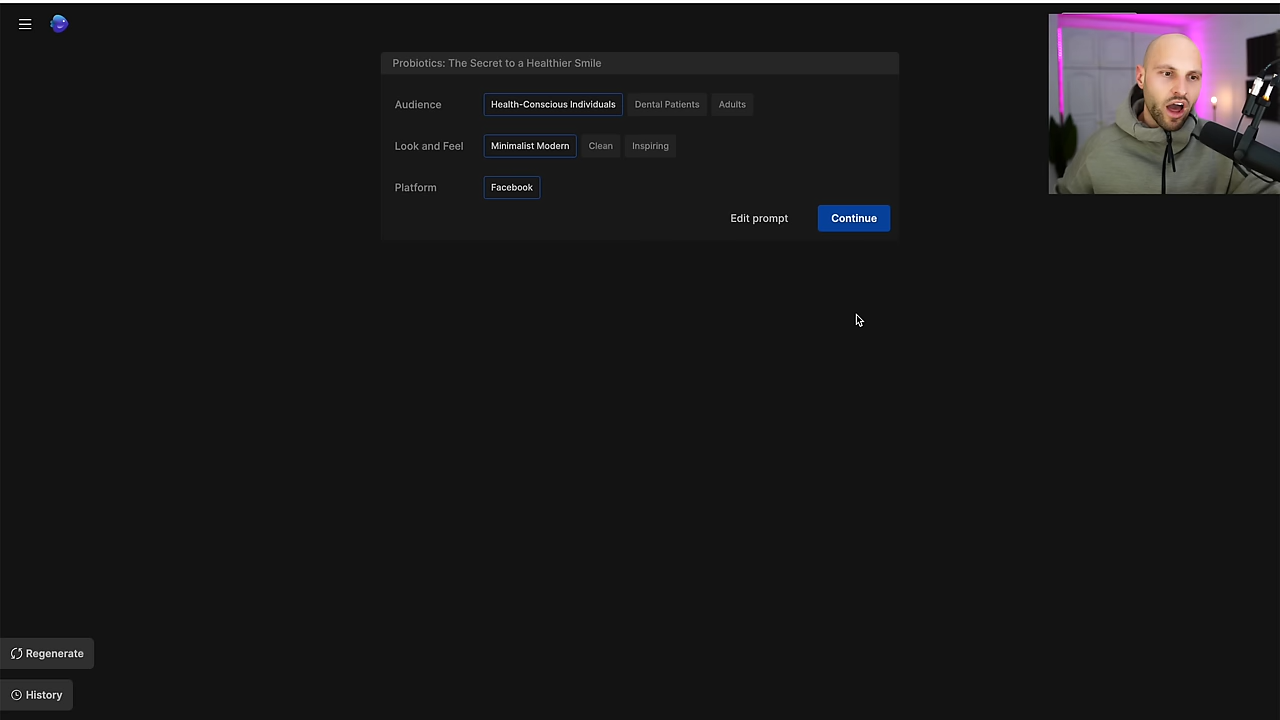 Probiotics: The Secret to a Healthier Smile
Audience Health-Conscious Individuals Dental Patients Adults
Look and Feel Minimalist Modern Clean Inspiring
Platform Facebook
Edit prompt Continue
Regenerate
History